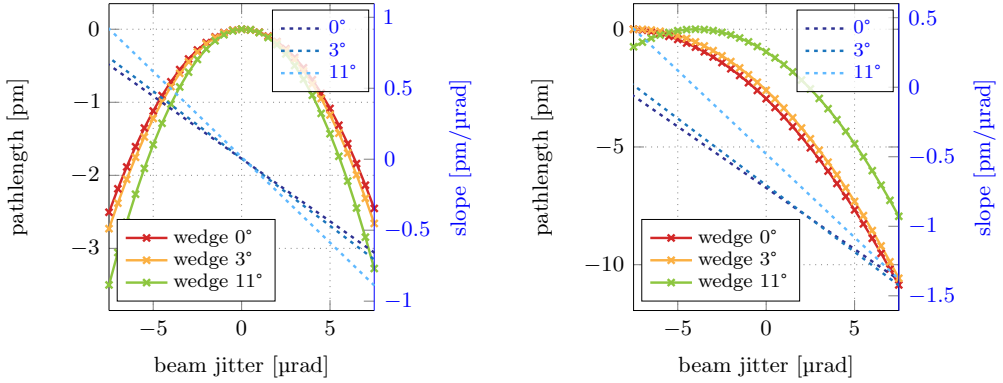 0
−1
−2
−3
pathlength [pm]
−5
0
5
beam jitter [µrad]
1
0.5
0
−0.5
−1
slope [pm/µrad]
0°
3°
11°
wedge 0°
wedge 3°
wedge 11°
0
−5
−10
pathlength [pm]
−5
0
5
beam jitter [µrad]
0.5
0
−0.5
−1
−1.5
slope [pm/µrad]
0°
3°
11°
wedge 0°
wedge 3°
wedge 11°